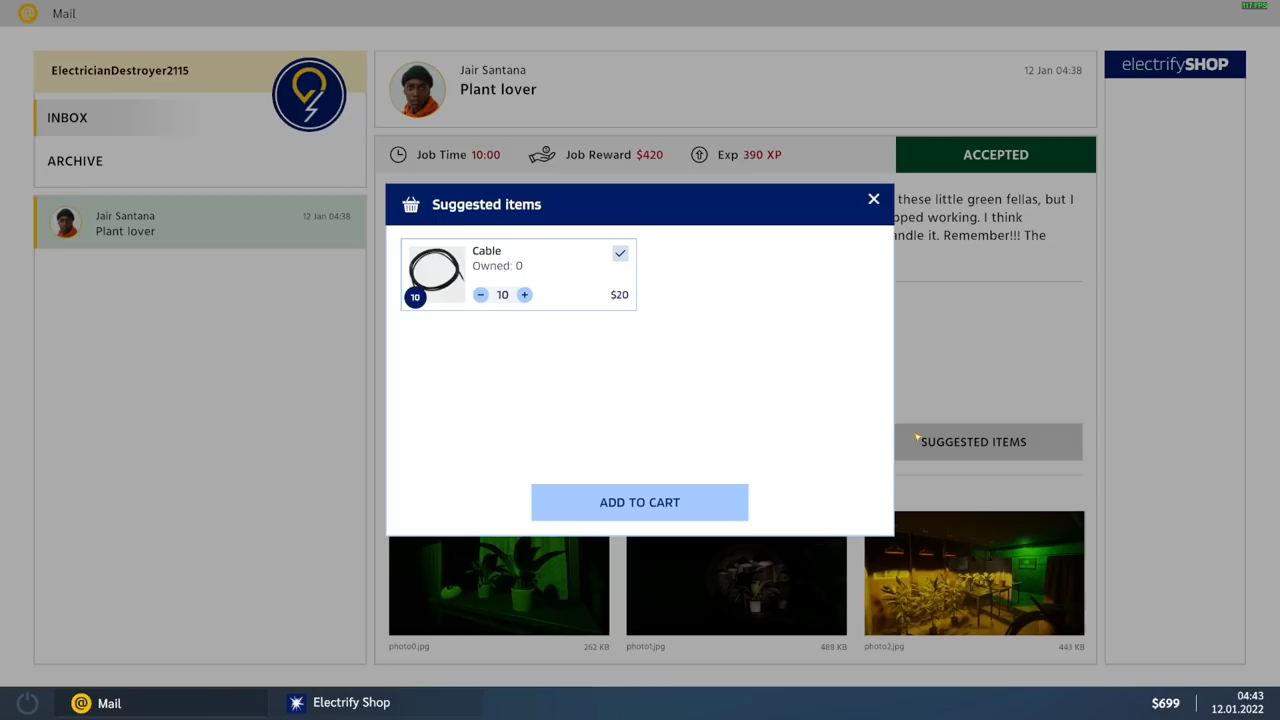 Mail
117 FPS
ElectricianDestroyer2115
INBOX
ARCHIVE
Jair Santana
12 Jan 04:38
Plant lover
Jair Santana
Plant lover
12 Jan 04:38
Job Time 10:00
Job Reward $420
Exp 390 XP
ACCEPTED
these little green fellas, but I
pped working. I think
ndle it. Remember!!! The
Suggested items
Cable
Owned: 0
10
10
$20
ADD TO CART
SUGGESTED ITEMS
photo0.jpg
262 KB
photo1.jpg
488 KB
photo2.jpg
443 KB
electrifySHOP
Mail
Electrify Shop
$699
04:43
12.01.2022